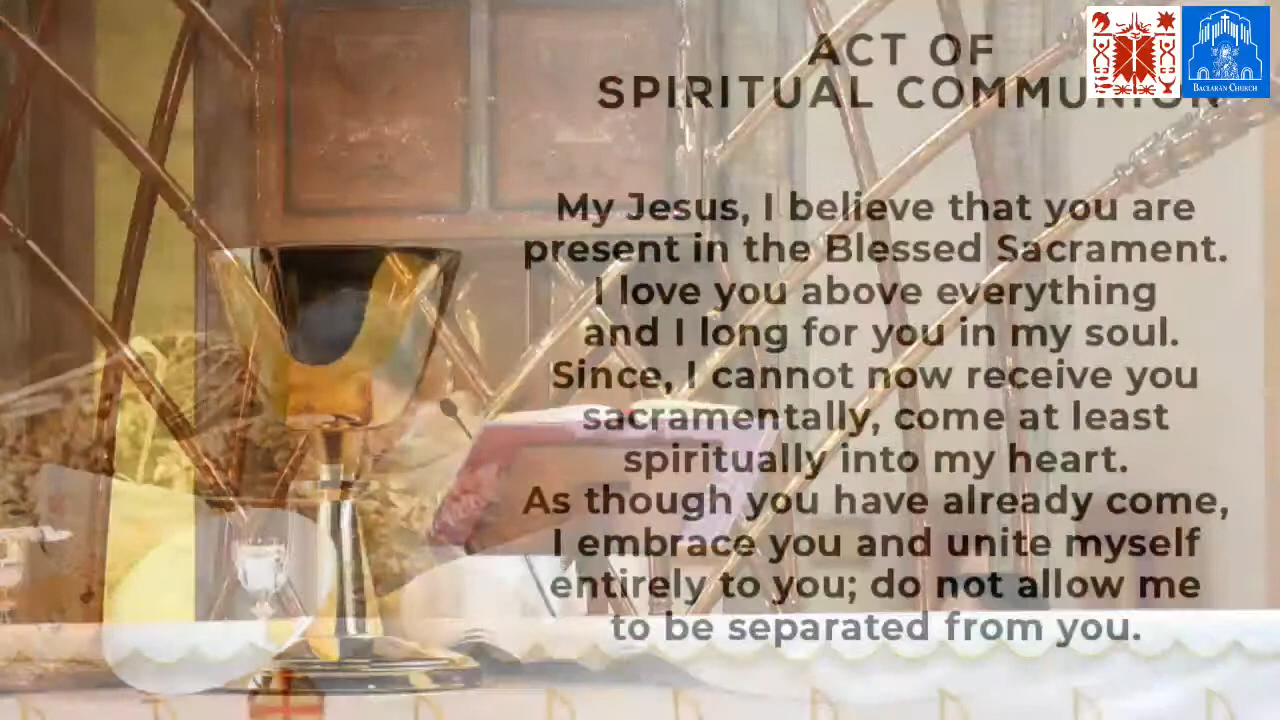 ACT OF
SPIRITUAL COMMUNION
BACLARAN CHURCH
My Jesus, I believe that you are
present in the Blessed Sacrament.
I love you above everything
and I long for you in my soul.
Since, I cannot now receive you
sacramentally, come at least
spiritually into my heart.
As though you have already come,
I embrace you and unite myself
entirely to you; do not allow me
to be separated from you.